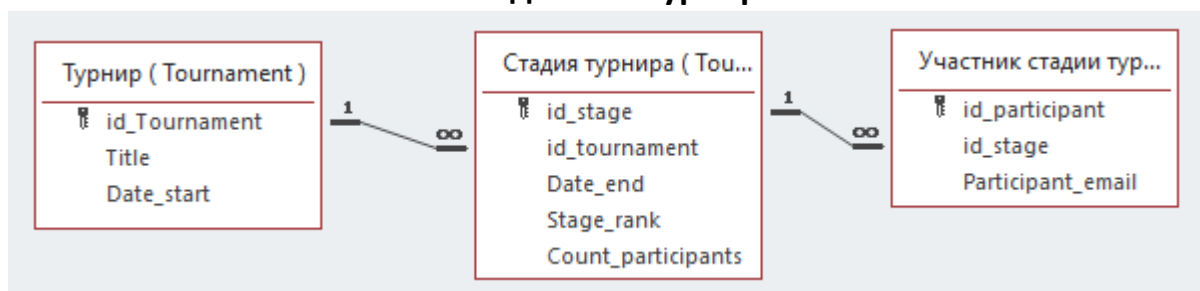 Турнир ( Tournament )
id_Tournament
Title
Date_start
1
∞
Стадия турнира ( Tou...
id_stage
id_tournament
Date_end
Stage_rank
Count_participants
1
∞
Участник стадии тур...
id_participant
id_stage
Participant_email